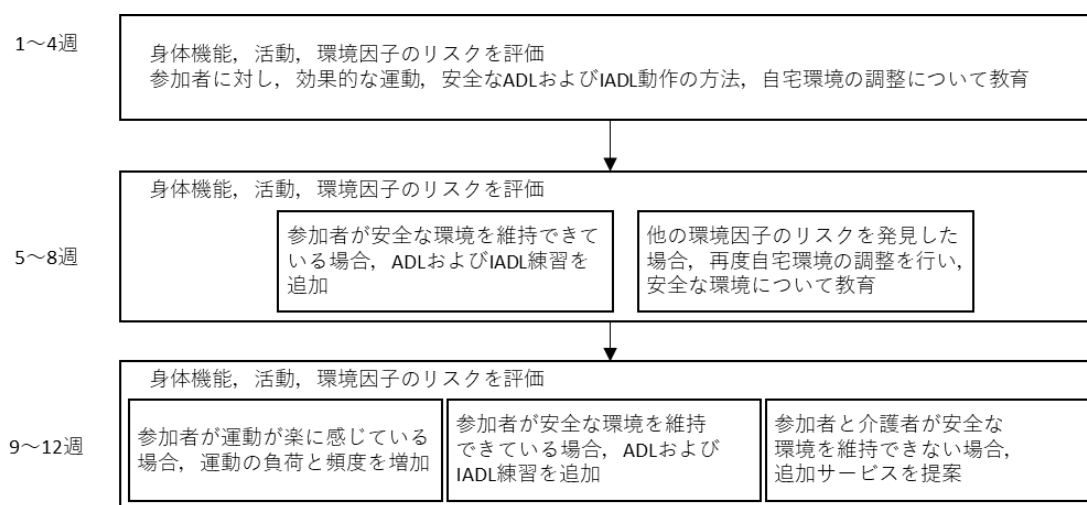 1～4週
身体機能，活動，環境因子のリスクを評価
参加者に対し，効果的な運動，安全なADLおよびIADL動作の方法，自宅環境の調整について教育
5～8週
身体機能，活動，環境因子のリスクを評価
参加者が安全な環境を維持できて
いる場合，ADLおよびIADL練習を
追加
他の環境因子のリスクを発見した
場合，再度自宅環境の調整を行い，
安全な環境について教育
9～12週
身体機能，活動，環境因子のリスクを評価
参加者が運動が楽に感じている
場合，運動の負荷と頻度を増加
参加者が安全な環境を維持
できている場合，ADLおよび
IADL練習を追加
参加者と介護者が安全な
環境を維持できない場合，
追加サービスを提案